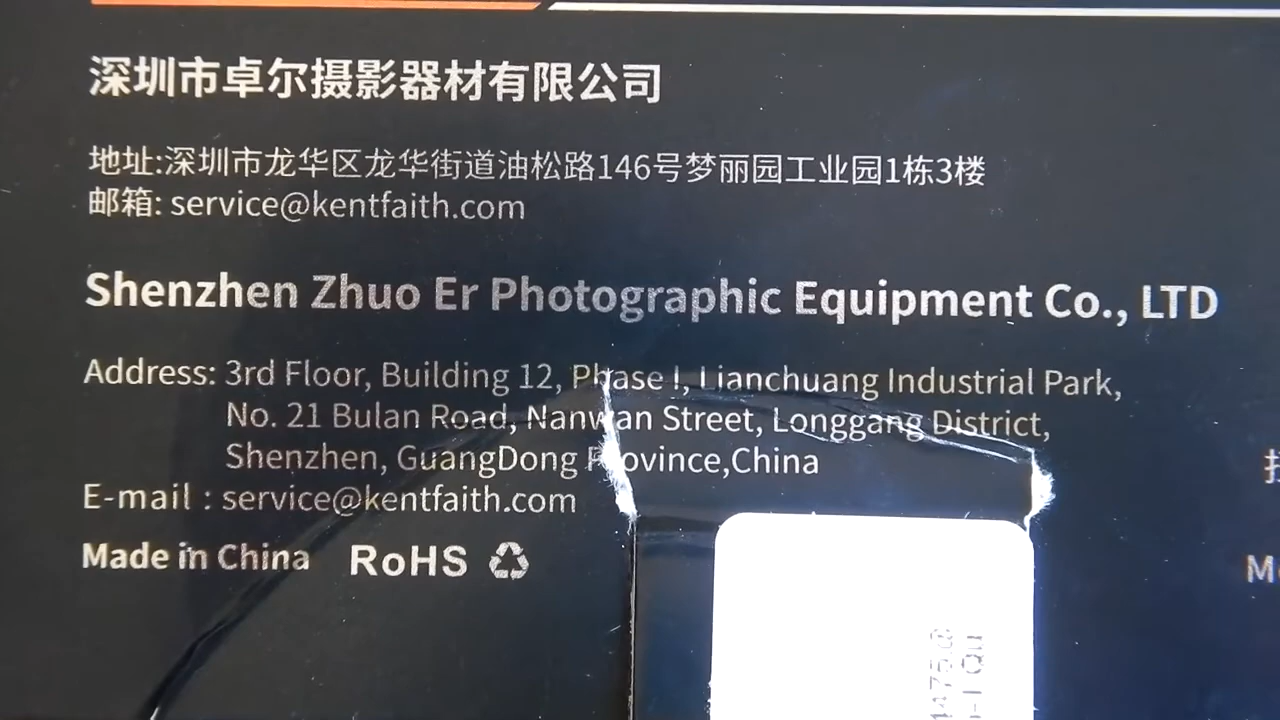 深圳市卓尔摄影器材有限公司
地址:深圳市龙华区龙华街道油松路146号梦丽园工业园1栋3楼
邮箱: service@kentfaith.com
Shenzhen Zhuo Er Photographic Equipment Co., LTD
Address: 3rd Floor, Building 12, Phase I, Lianchuang Industrial Park,
No. 21 Bulan Road, Nanwan Street, Longgang District,
Shenzhen, GuangDong Province,China
E-mail : service@kentfaith.com
Made in China RoHS